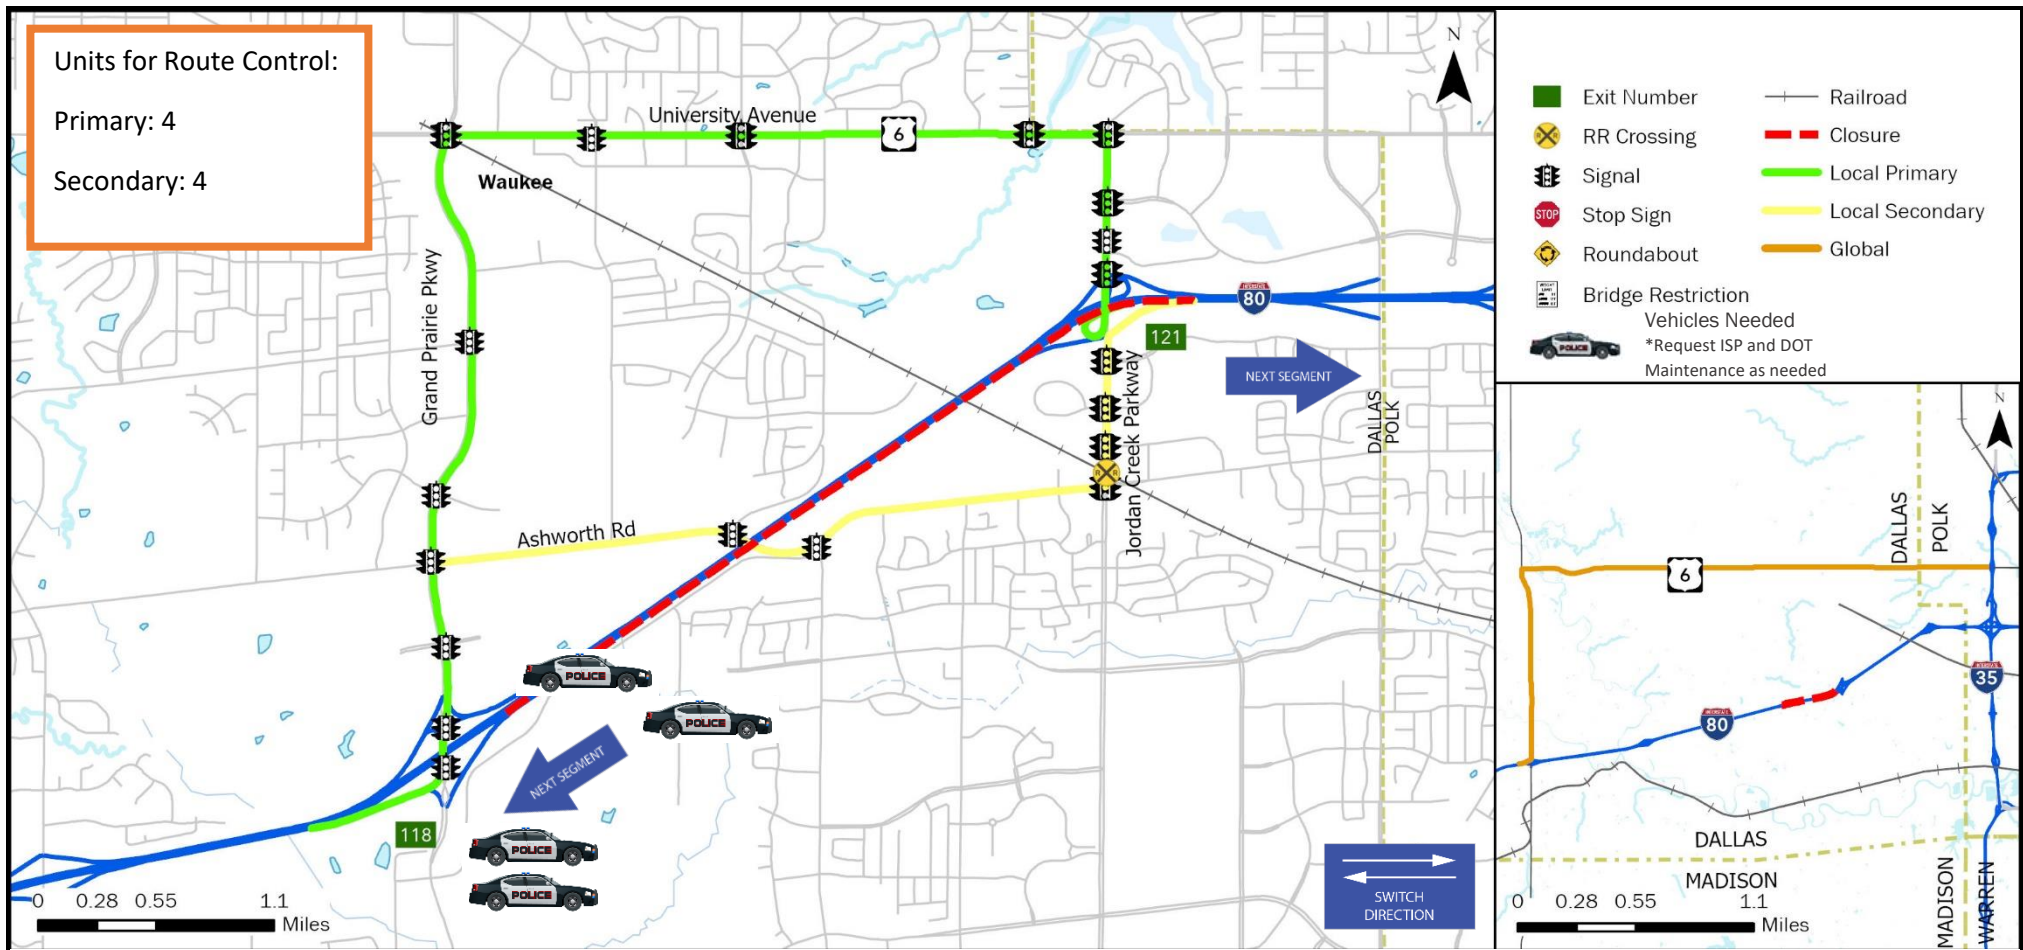 Units for Route Control:
Primary: 4
Secondary: 4
University Avenue
6
Waukee
Grand Prairie Pkwy
Ashworth Rd
Jordan Creek Parkway
INTERSTATE
80
121
NEXT SEGMENT
DALLAS
POLK
POLICE
POLICE
NEXT SEGMENT
118
POLICE
POLICE
0 0.28 0.55 1.1
Miles
SWITCH
DIRECTION
N
Exit Number
RR Crossing
Signal
STOP Stop Sign
Roundabout
Bridge Restriction
Railroad
Closure
Local Primary
Local Secondary
Global
POLICE
Vehicles Needed
*Request ISP and DOT
Maintenance as needed
N
DALLAS
POLK
6
35
80
DALLAS
MADISON
MADISON
WARREN
0 0.28 0.55 1.1
Miles